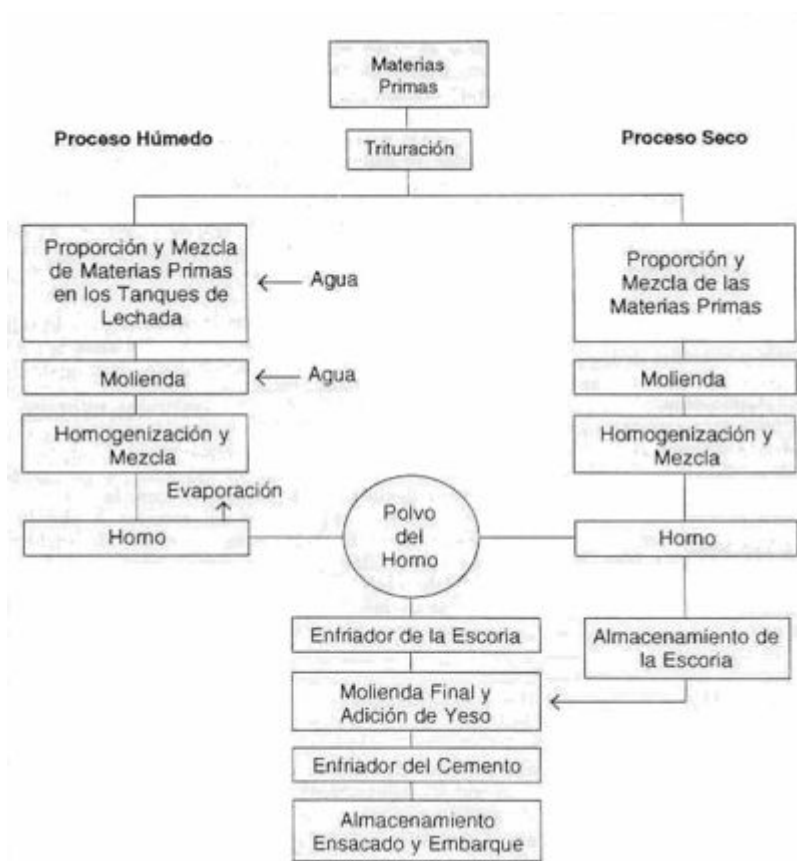 Materias
Primas
Proceso Húmedo
Proceso Seco
Trituración
Proporción y Mezcla
de Materias Primas
en los Tanques de
Lechada
Agua
Proporción y
Mezcla de las
Materias Primas
Molienda
Agua
Molienda
Homogenización y
Mezcla
Homogenización y
Mezcla
Evaporación
Horno
Polvo
del
Horno
Horno
Enfriador de la Escoria
Almacenamiento de
la Escoria
Molienda Final y
Adición de Yeso
Enfriador del Cemento
Almacenamiento
Ensacado y Embarque